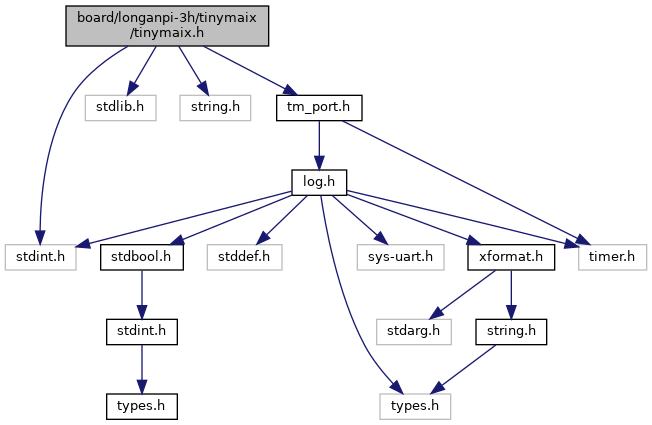 board/longanpi-3h/tinymaix
/tinymaix.h
stdlib.h
string.h
tm_port.h
log.h
stdint.h
stdbool.h
stddef.h
sys-uart.h
xformat.h
timer.h
stdint.h
stdarg.h
string.h
types.h
types.h